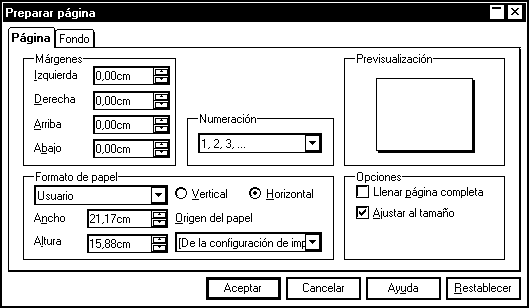 Preparar página
Página
Fondo
Márgenes
Izquierda 0,00cm
Derecha 0,00cm
Arriba 0,00cm
Abajo 0,00cm
Numeración
1, 2, 3, ...
Previsualización
Formato de papel
Usuario
Vertical
Horizontal
Ancho 21,17cm
Origen del papel
Altura 15,88cm
[De la configuración de imp
Opciones
Llenar página completa
Ajustar al tamaño
Aceptar
Cancelar
Ayuda
Restablecer